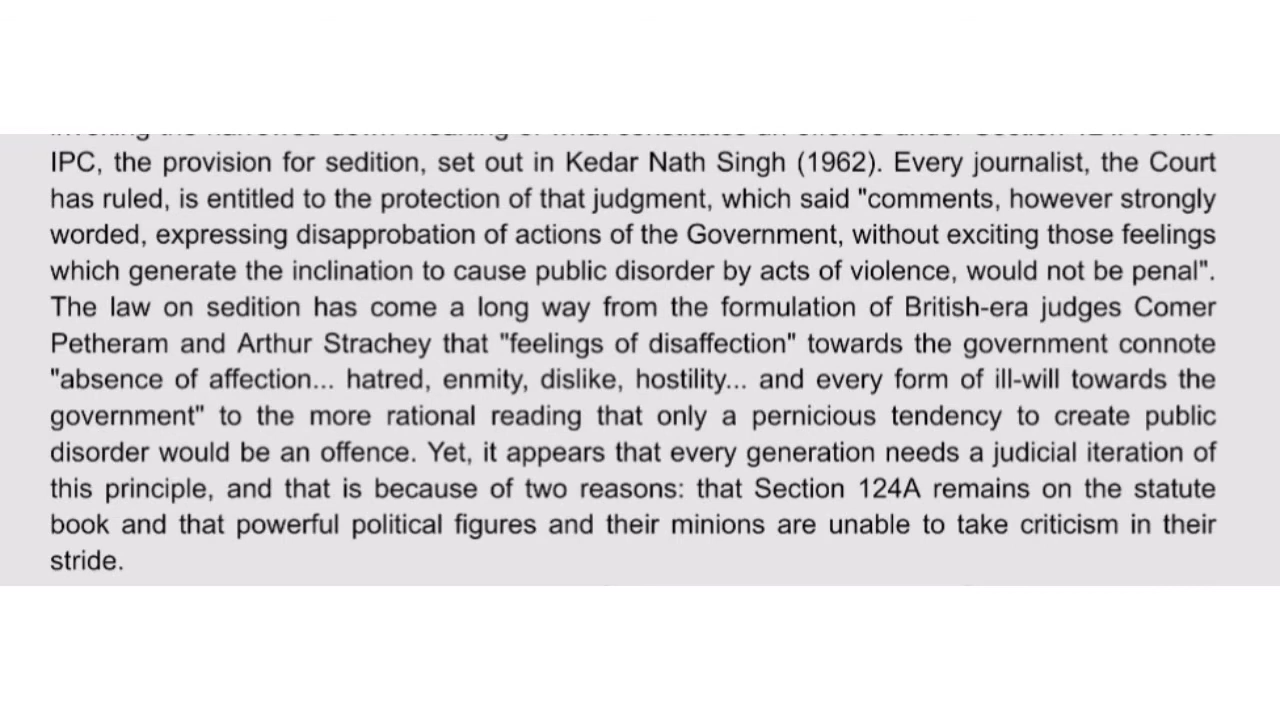 IPC, the provision for sedition, set out in Kedar Nath Singh (1962). Every journalist, the Court
has ruled, is entitled to the protection of that judgment, which said "comments, however strongly
worded, expressing disapprobation of actions of the Government, without exciting those feelings
which generate the inclination to cause public disorder by acts of violence, would not be penal".
The law on sedition has come a long way from the formulation of British-era judges Comer
Petheram and Arthur Strachey that "feelings of disaffection" towards the government connote
"absence of affection... hatred, enmity, dislike, hostility... and every form of ill-will towards the
government" to the more rational reading that only a pernicious tendency to create public
disorder would be an offence. Yet, it appears that every generation needs a judicial iteration of
this principle, and that is because of two reasons: that Section 124A remains on the statute
book and that powerful political figures and their minions are unable to take criticism in their
stride.